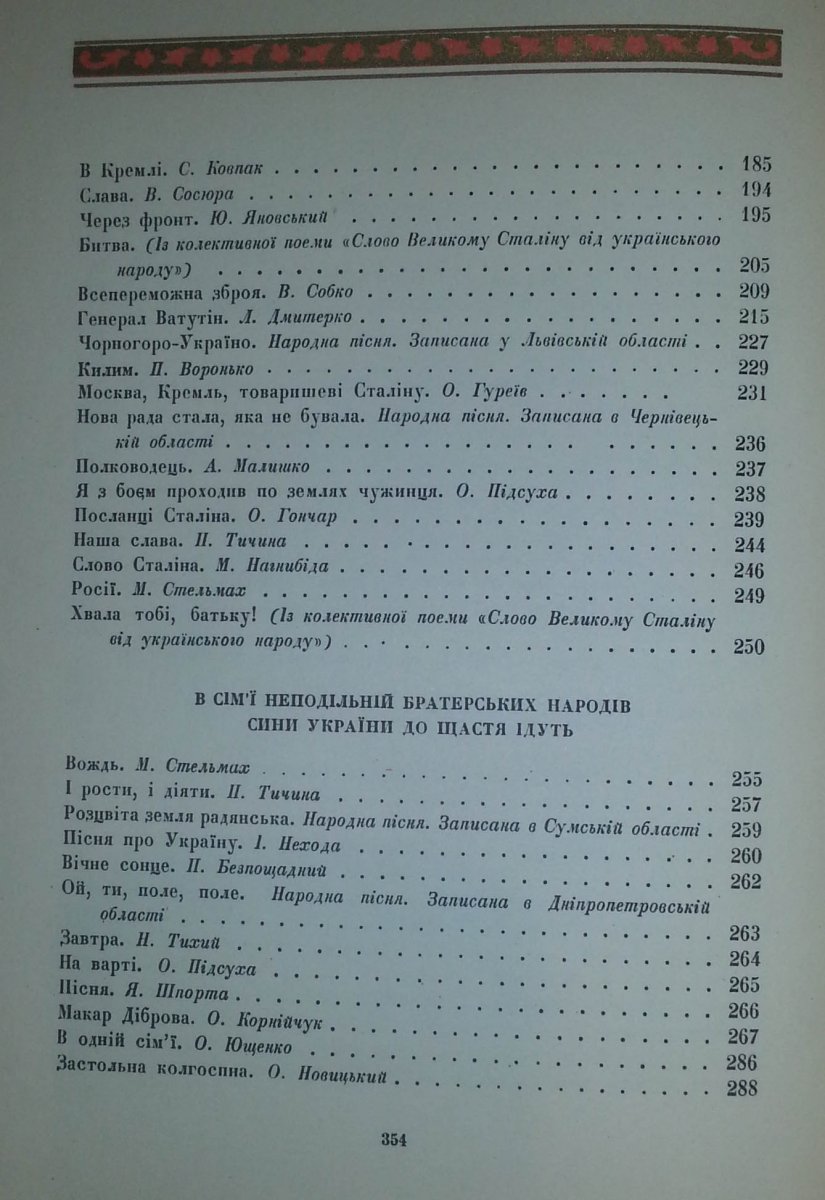 В Кремлі. С. Ковпак . . . . . . . . . . . . . . . . . . . . . . . 185
Слава. В. Сосюра . . . . . . . . . . . . . . . . . . . . . . . . 194
Через фронт. Ю. Яновський . . . . . . . . . . . . . . . . . . . 195
Битва. (Із колективної поеми «Слово Великому Сталіну від українського
народу») . . . . . . . . . . . . . . . . . . . . . . . . . . 205
Всепереможна зброя. В. Собко . . . . . . . . . . . . . . . . . . 209
Генерал Ватутін. Л. Дмитерко . . . . . . . . . . . . . . . . . . 215
Чорногоро-Україно. Народна пісня. Записана у Львівській області . . 227
Килим. П. Воронько . . . . . . . . . . . . . . . . . . . . . . . 229
Москва, Кремль, товаришеві Сталіну. О. Гуреїв . . . . . . . 231
Нова рада стала, яка не бувала. Народна пісня. Записана в Чернівець-
кій області . . . . . . . . . . . . . . . . . . . . . . . . 236
Полководець. А. Малишко . . . . . . . . . . . . . . . . . . . . 237
Я з боєм проходив по землях чужинця. О. Підсуха . . . . . . . . 238
Посланці Сталіна. О. Гончар . . . . . . . . . . . . . . . . . . . 239
Наша слава. П. Тичина . . . . . . . . . . . . . . . . . . . . . 244
Слово Сталіна. М. Нагнибіда . . . . . . . . . . . . . . . . . . . 246
Росії. М. Стельмах . . . . . . . . . . . . . . . . . . . . . . . 249
Хвала тобі, батьку! (Із колективної поеми «Слово Великому Сталіну
від українського народу») . . . . . . . . . . . . . . . . . . 250
В СІМ'Ї НЕПОДІЛЬНІЙ БРАТЕРСЬКИХ НАРОДІВ
СИНИ УКРАЇНИ ДО ЩАСТЯ ІДУТЬ
Вождь. М. Стельмах . . . . . . . . . . . . . . . . . . . . . . . 255
І рости, і діяти. П. Тичина . . . . . . . . . . . . . . . . . . . 257
Розцвіта земля радянська. Народна пісня. Записана в Сумській області . 259
Пісня про Україну. І. Нехода . . . . . . . . . . . . . . . . . . 260
Вічне сонце. П. Безпощадний . . . . . . . . . . . . . . . . . . . 262
Ой, ти, поле, поле. Народна пісня. Записана в Дніпропетровській
області . . . . . . . . . . . . . . . . . . . . . . . . . . 263
Завтра. Н. Тихий . . . . . . . . . . . . . . . . . . . . . . . . 264
На варті. О. Підсуха . . . . . . . . . . . . . . . . . . . . . . 265
Пісня. Я. Шпорта . . . . . . . . . . . . . . . . . . . . . . . . 266
Макар Діброва. О. Корнійчук . . . . . . . . . . . . . . . . . . . 267
В одній сім'ї. О. Ющенко . . . . . . . . . . . . . . . . . . . . 286
Застольна колгоспна. О. Новицький . . . . . . . . . . . . . . . . 288
354